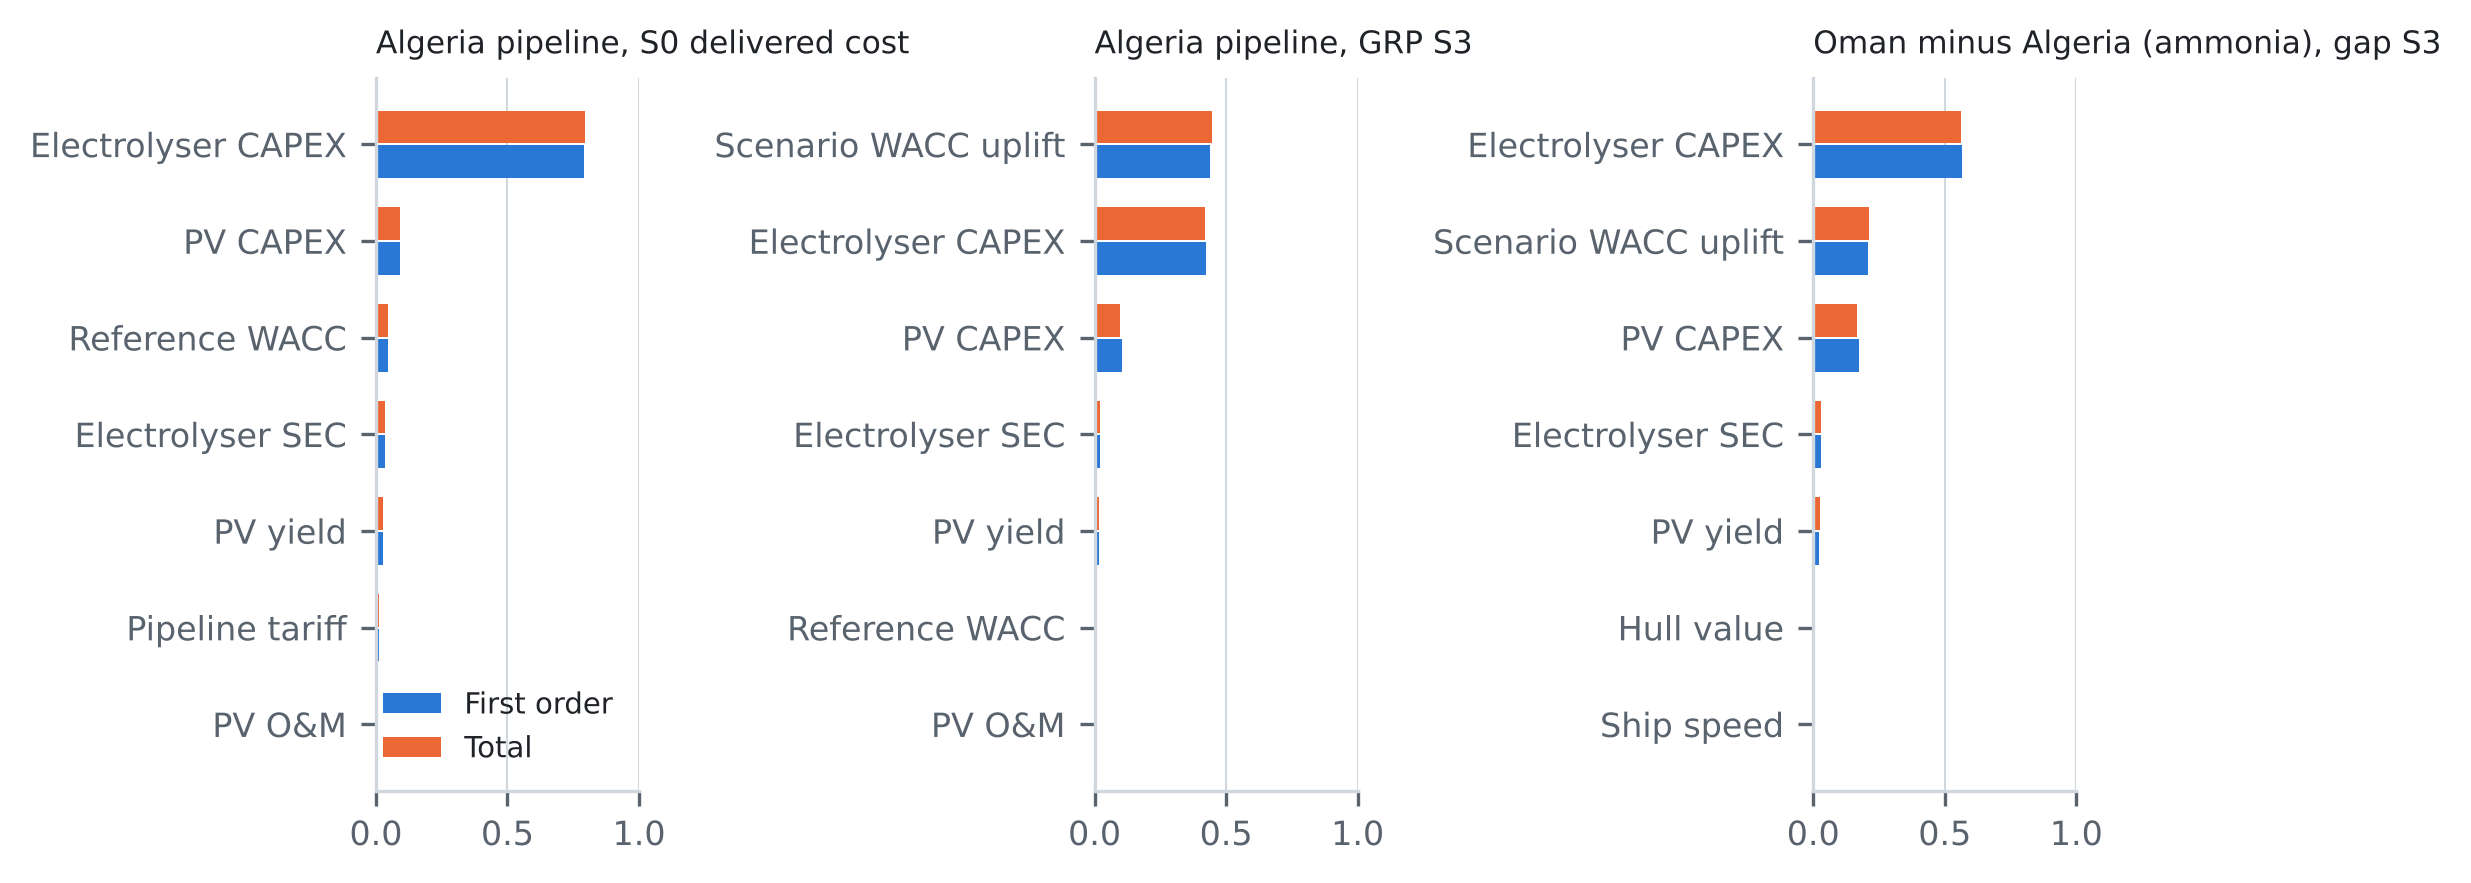 Algeria pipeline, S0 delivered cost
Electrolyser CAPEX
PV CAPEX
Reference WACC
Electrolyser SEC
PV yield
Pipeline tariff
PV O&M
First order
Total
0.0 0.5 1.0
Algeria pipeline, GRP S3
Scenario WACC uplift
Electrolyser CAPEX
PV CAPEX
Electrolyser SEC
PV yield
Reference WACC
PV O&M
0.0 0.5 1.0
Oman minus Algeria (ammonia), gap S3
Electrolyser CAPEX
Scenario WACC uplift
PV CAPEX
Electrolyser SEC
PV yield
Hull value
Ship speed
0.0 0.5 1.0